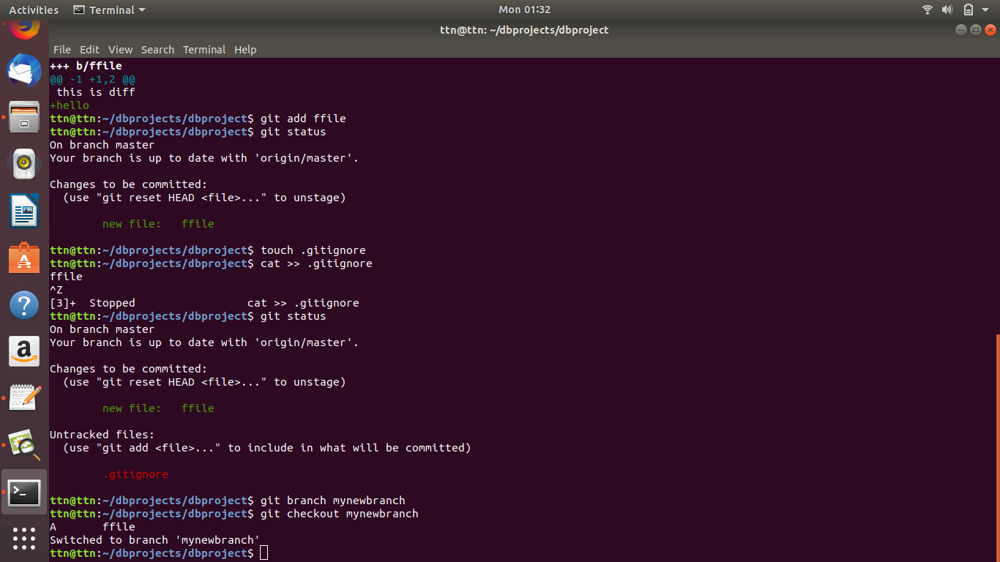 Activities Terminal Mon 01:32
ttn@ttn: ~/dbprojects/dbproject
File Edit View Search Terminal Help
+++ b/ffile
@@ -1 +1,2 @@
 this is diff
+hello
ttn@ttn:~/dbprojects/dbproject$ git add ffile
ttn@ttn:~/dbprojects/dbproject$ git status
On branch master
Your branch is up to date with 'origin/master'.

Changes to be committed:
  (use "git reset HEAD <file>..." to unstage)

        new file:   ffile

ttn@ttn:~/dbprojects/dbproject$ touch .gitignore
ttn@ttn:~/dbprojects/dbproject$ cat >> .gitignore
ffile
^Z
[3]+  Stopped                 cat >> .gitignore
ttn@ttn:~/dbprojects/dbproject$ git status
On branch master
Your branch is up to date with 'origin/master'.

Changes to be committed:
  (use "git reset HEAD <file>..." to unstage)

        new file:   ffile

Untracked files:
  (use "git add <file>..." to include in what will be committed)

        .gitignore

ttn@ttn:~/dbprojects/dbproject$ git branch mynewbranch
ttn@ttn:~/dbprojects/dbproject$ git checkout mynewbranch
A       ffile
Switched to branch 'mynewbranch'
ttn@ttn:~/dbprojects/dbproject$